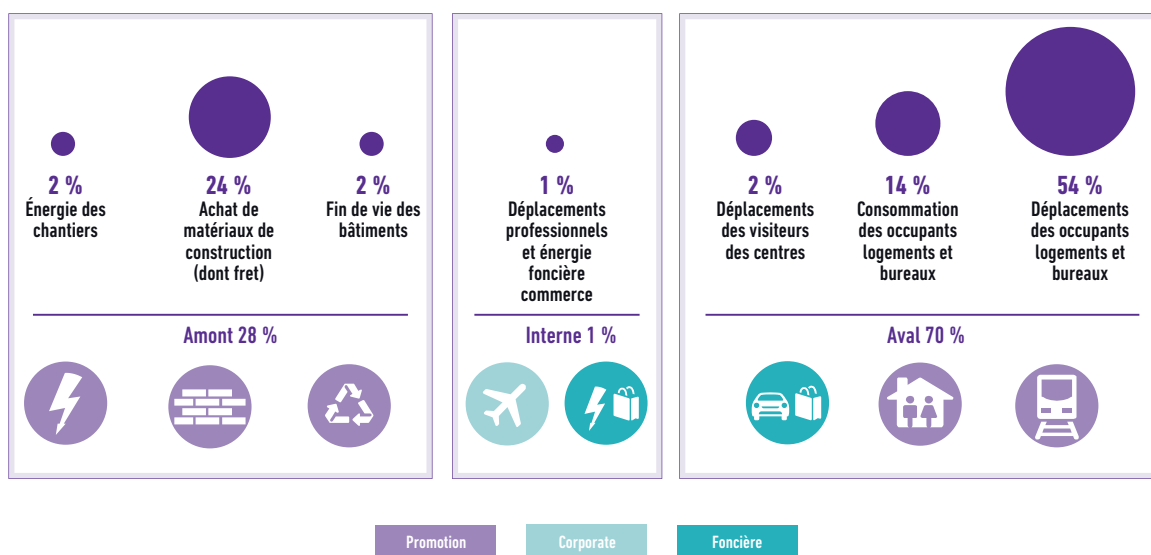 2 %
Énergie des
chantiers
24 %
Achat de
matériaux de
construction
(dont fret)
2 %
Fin de vie des
bâtiments
Amont 28 %
1 %
Déplacements
professionnels
et énergie
foncière
commerce
Interne 1 %
2 %
Déplacements
des visiteurs
des centres
14 %
Consommation
des occupants
logements et
bureaux
54 %
Déplacements
des occupants
logements et
bureaux
Aval 70 %
Promotion
Corporate
Foncière